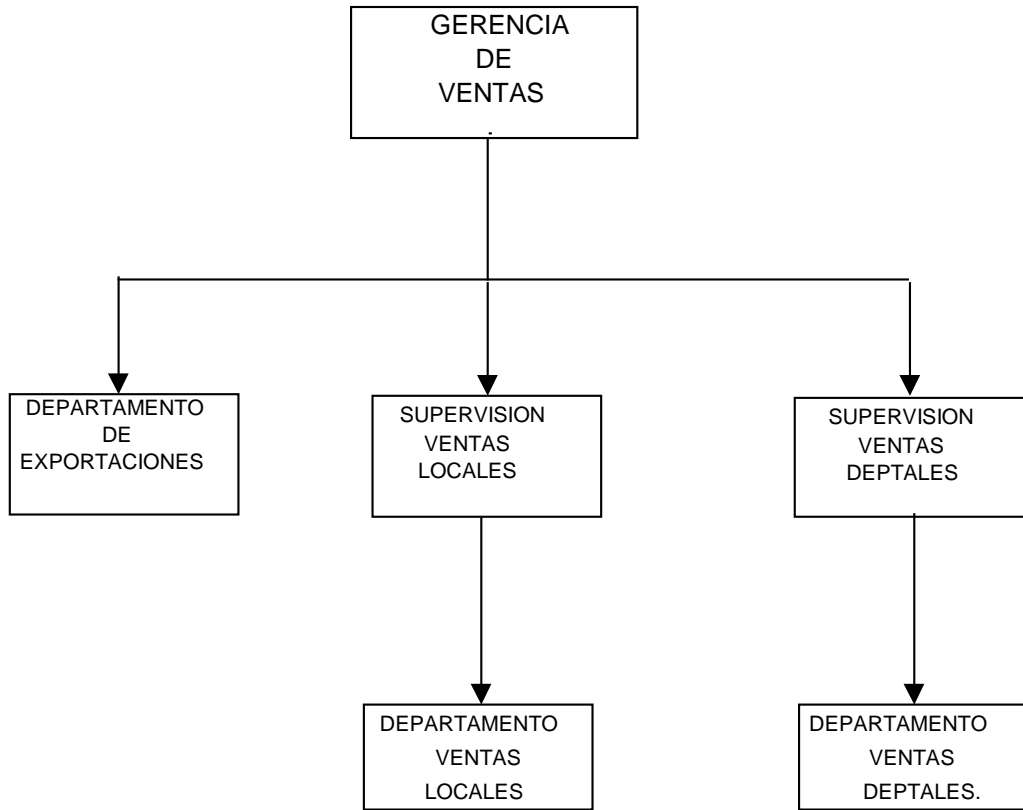 GERENCIA
DE
VENTAS
.
DEPARTAMENTO
DE
EXPORTACIONES
SUPERVISION
VENTAS
LOCALES
SUPERVISION
VENTAS
DEPTALES
DEPARTAMENTO
VENTAS
LOCALES
DEPARTAMENTO
VENTAS
DEPTALES.